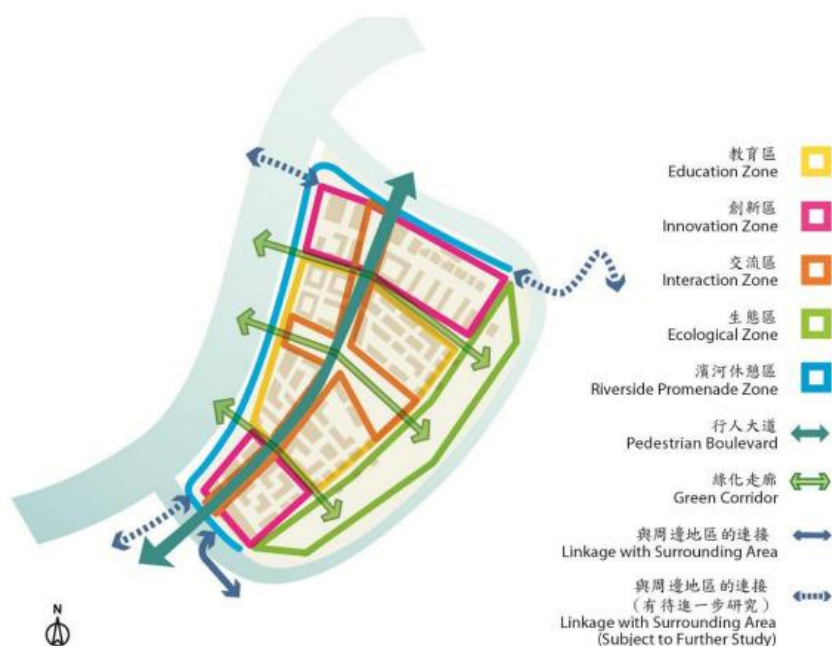 教育區
Education Zone
創新區
Innovation Zone
交流區
Interaction Zone
生態區
Ecological Zone
濱河休憩區
Riverside Promenade Zone
行人大道
Pedestrian Boulevard
綠化走廊
Green Corridor
與周邊地區的連接
Linkage with Surrounding Area
與周邊地區的連接
(有待進一步研究)
Linkage with Surrounding Area
(Subject to Further Study)
N